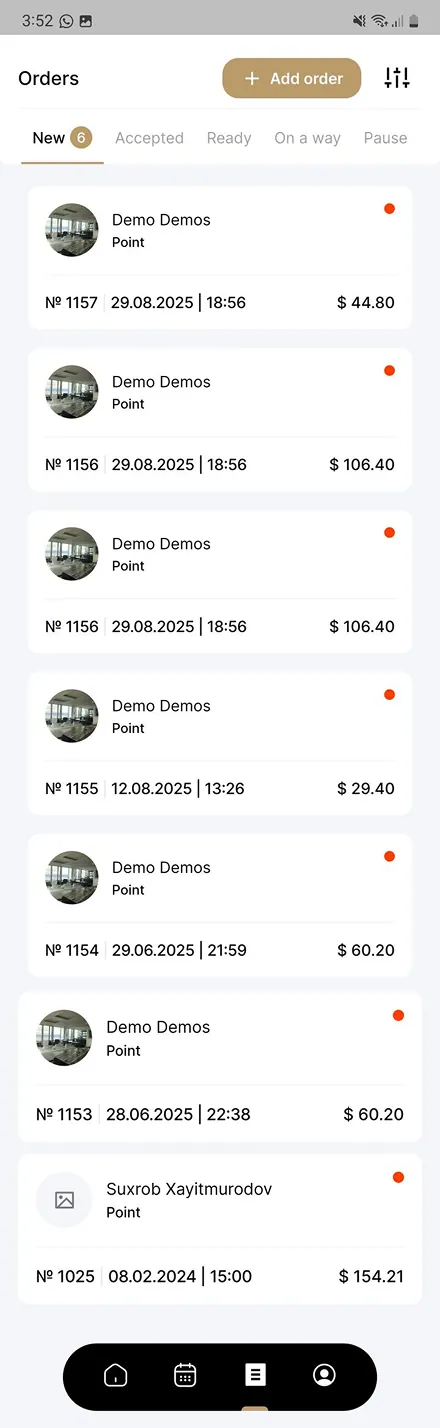 3:52
Orders
+ Add order
New 6 Accepted Ready On a way Pause
Demo Demos
Point
№ 1157 29.08.2025 | 18:56 $ 44.80
Demo Demos
Point
№ 1156 29.08.2025 | 18:56 $ 106.40
Demo Demos
Point
№ 1156 29.08.2025 | 18:56 $ 106.40
Demo Demos
Point
№ 1155 12.08.2025 | 13:26 $ 29.40
Demo Demos
Point
№ 1154 29.06.2025 | 21:59 $ 60.20
Demo Demos
Point
№ 1153 28.06.2025 | 22:38 $ 60.20
Suxrob Xayitmurodov
Point
№ 1025 08.02.2024 | 15:00 $ 154.21